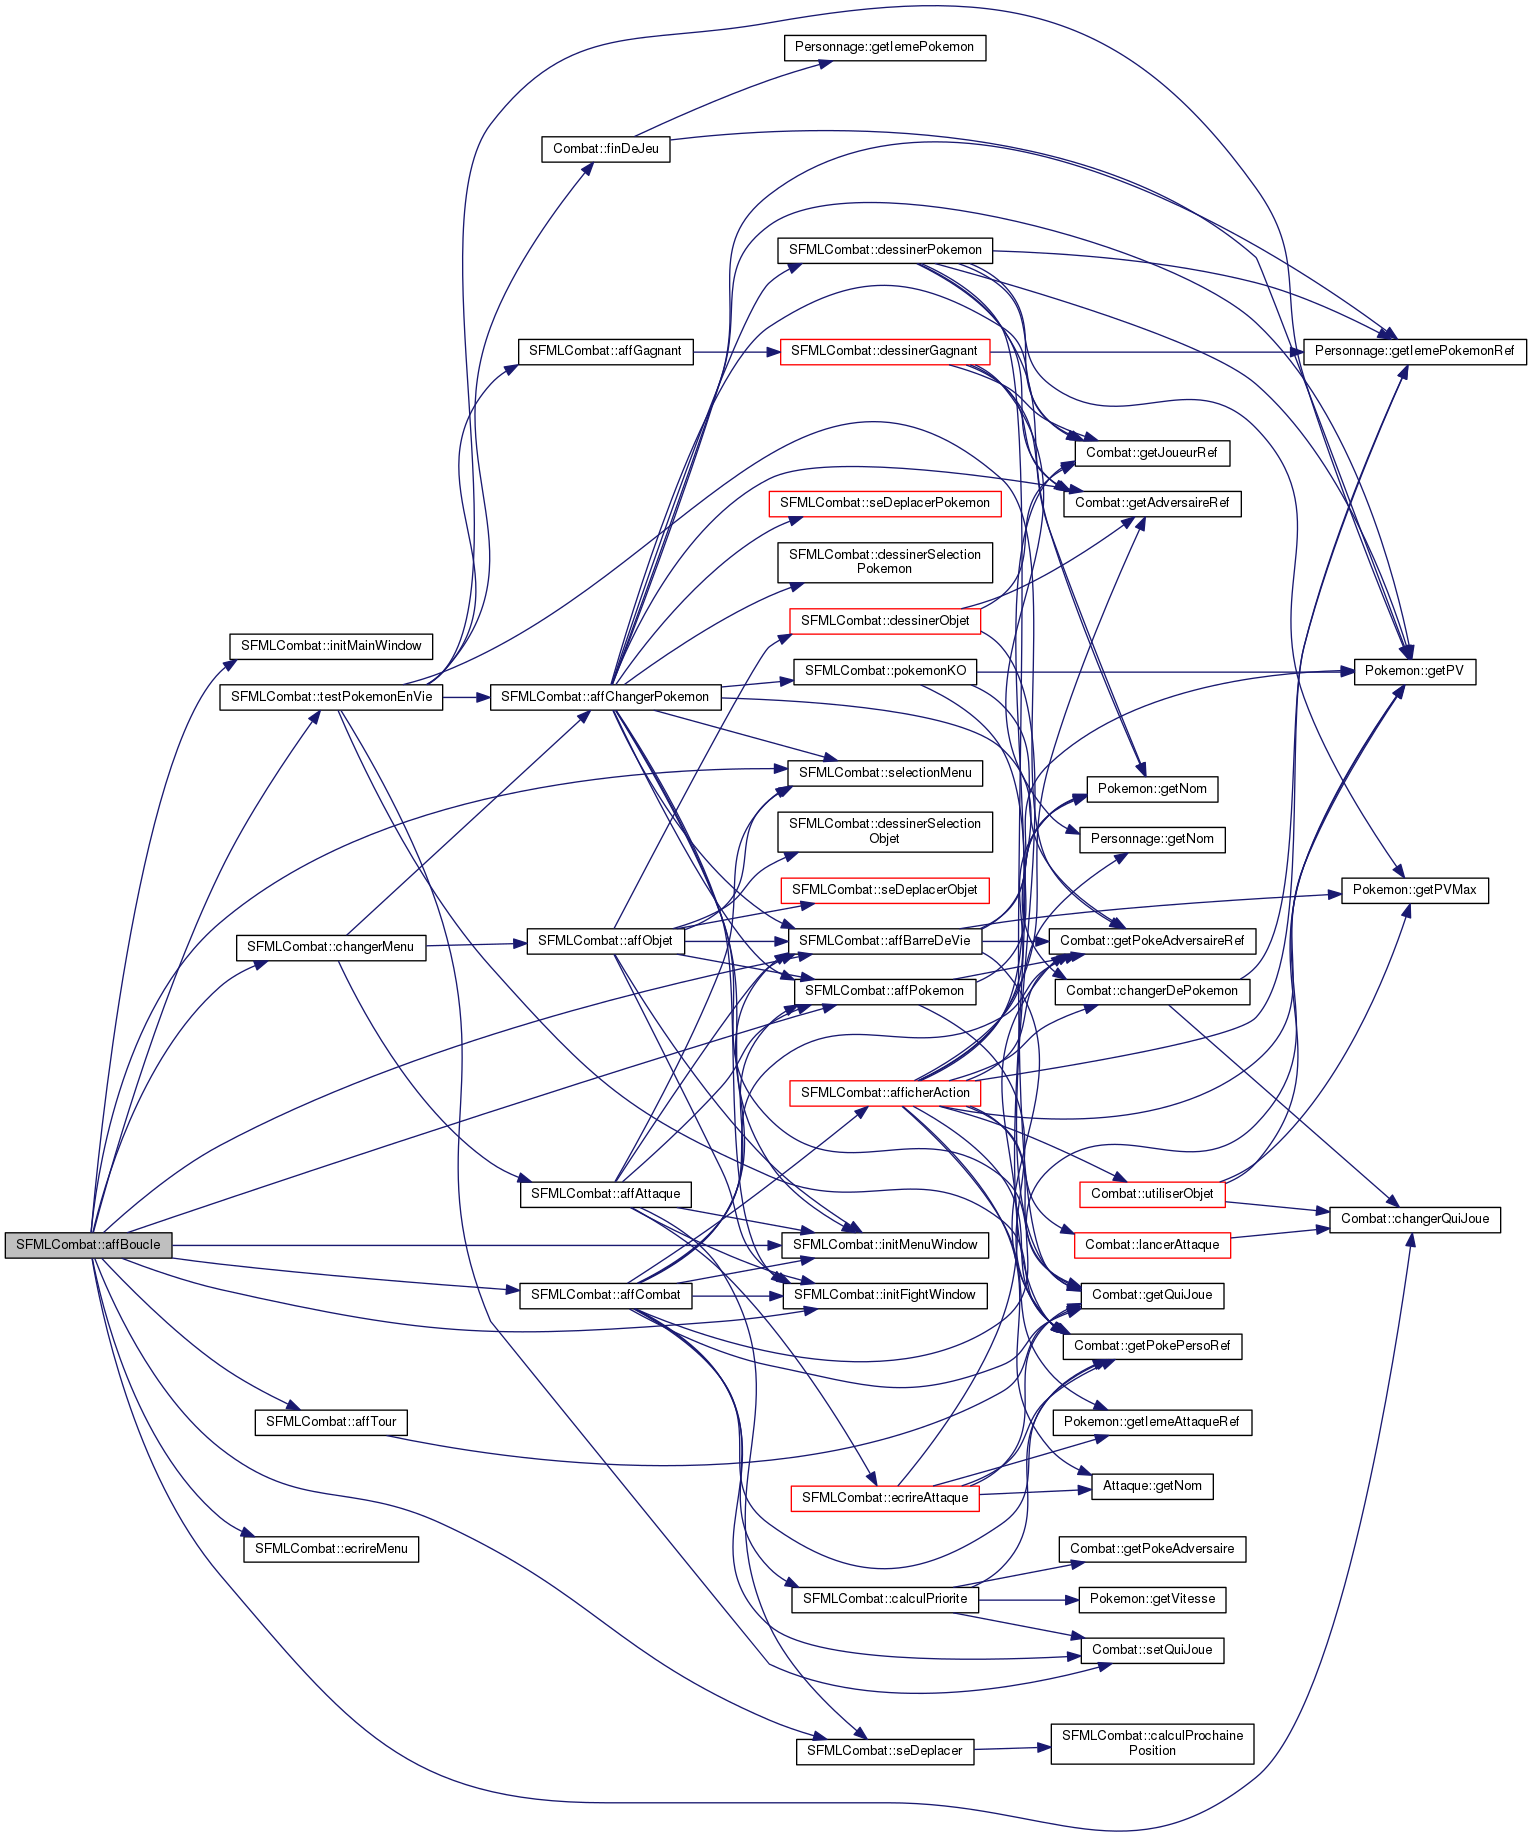 Personnage::getIemePokemon
Combat::finDeJeu
SFMLCombat::dessinerPokemon
SFMLCombat::affGagnant
SFMLCombat::dessinerGagnant
Personnage::getIemePokemonRef
Combat::getJoueurRef
SFMLCombat::seDeplacerPokemon
Combat::getAdversaireRef
SFMLCombat::dessinerSelection
Pokemon
SFMLCombat::dessinerObjet
SFMLCombat::initMainWindow
SFMLCombat::testPokemonEnVie
SFMLCombat::affChangerPokemon
SFMLCombat::pokemonKO
Pokemon::getPV
SFMLCombat::selectionMenu
Pokemon::getNom
SFMLCombat::dessinerSelection
Objet
Personnage::getNom
SFMLCombat::seDeplacerObjet
Pokemon::getPVMax
SFMLCombat::changerMenu
SFMLCombat::affObjet
SFMLCombat::affBarreDeVie
Combat::getPokeAdversaireRef
SFMLCombat::affPokemon
Combat::changerDePokemon
SFMLCombat::afficherAction
SFMLCombat::affAttaque
Combat::utiliserObjet
Combat::changerQuiJoue
SFMLCombat::affBoucle
SFMLCombat::initMenuWindow
Combat::lancerAttaque
SFMLCombat::affCombat
SFMLCombat::initFightWindow
Combat::getQuiJoue
Combat::getPokePersoRef
SFMLCombat::affTour
Pokemon::getIemeAttaqueRef
SFMLCombat::ecrireAttaque
Attaque::getNom
SFMLCombat::ecrireMenu
Combat::getPokeAdversaire
SFMLCombat::calculPriorite
Pokemon::getVitesse
Combat::setQuiJoue
SFMLCombat::seDeplacer
SFMLCombat::calculProchaine
Position